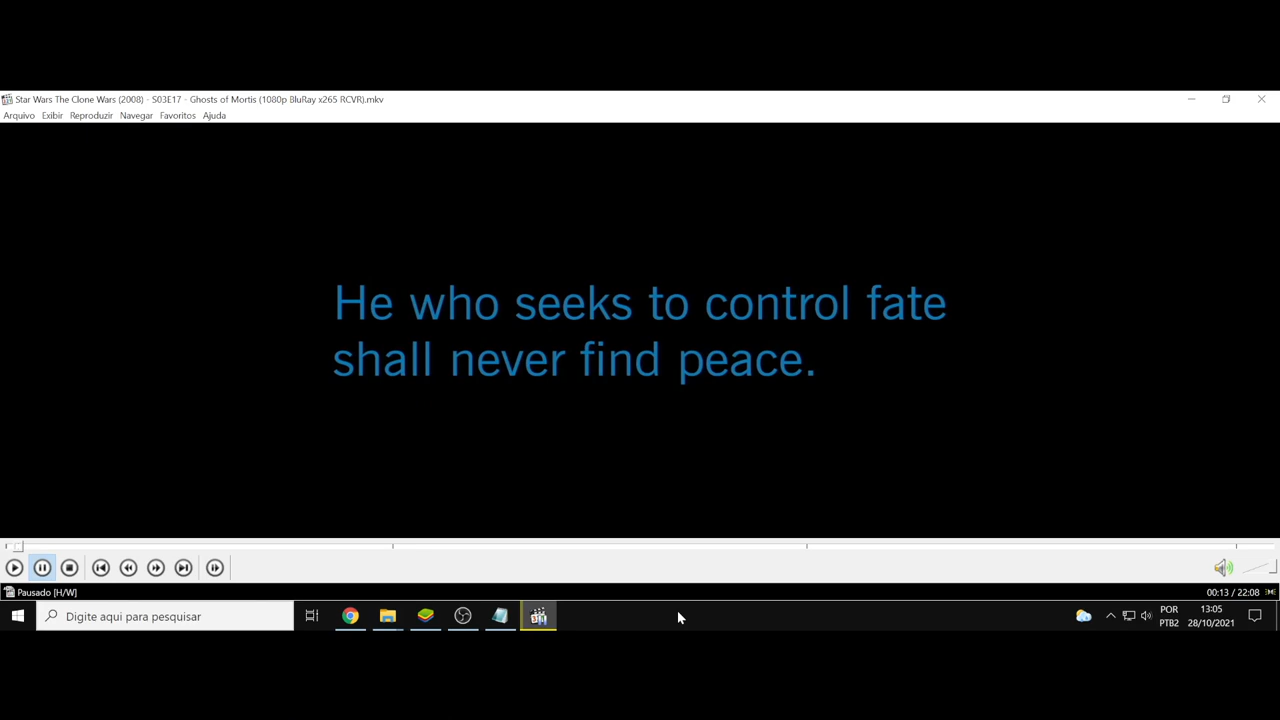 Star Wars The Clone Wars (2008) - S03E17 - Ghosts of Mortis (1080p BluRay x265 RCVR).mkv
Arquivo Exibir Reproduzir Navegar Favoritos Ajuda
He who seeks to control fate
shall never find peace.
Pausado [H/W]
00:13 / 22:08
Digite aqui para pesquisar
POR
PTB2
13:05
28/10/2021